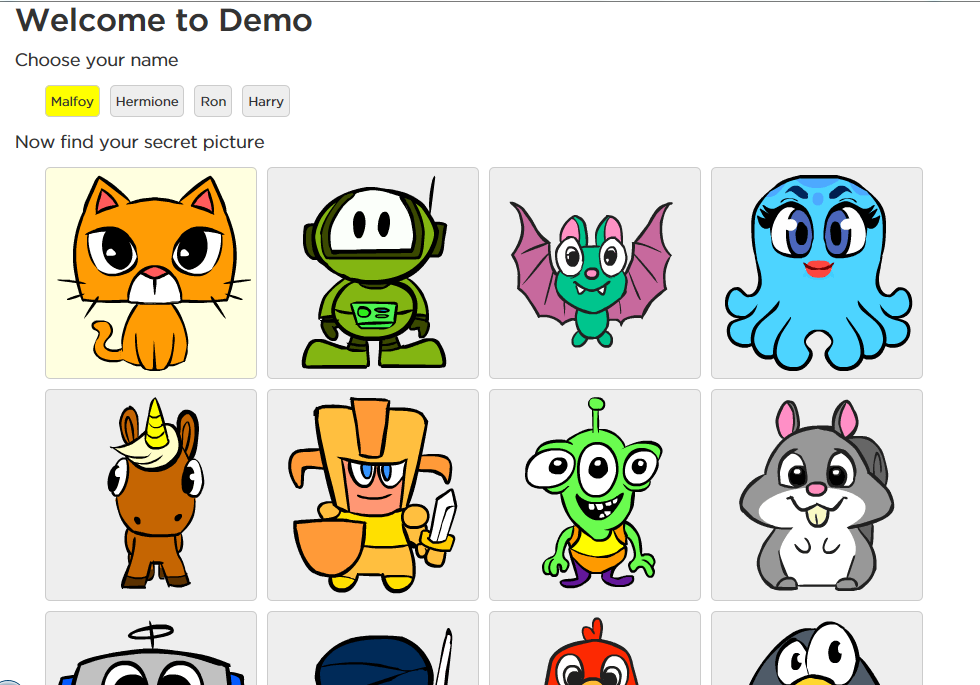 Welcome to Demo
Choose your name
Malfoy Hermione Ron Harry
Now find your secret picture